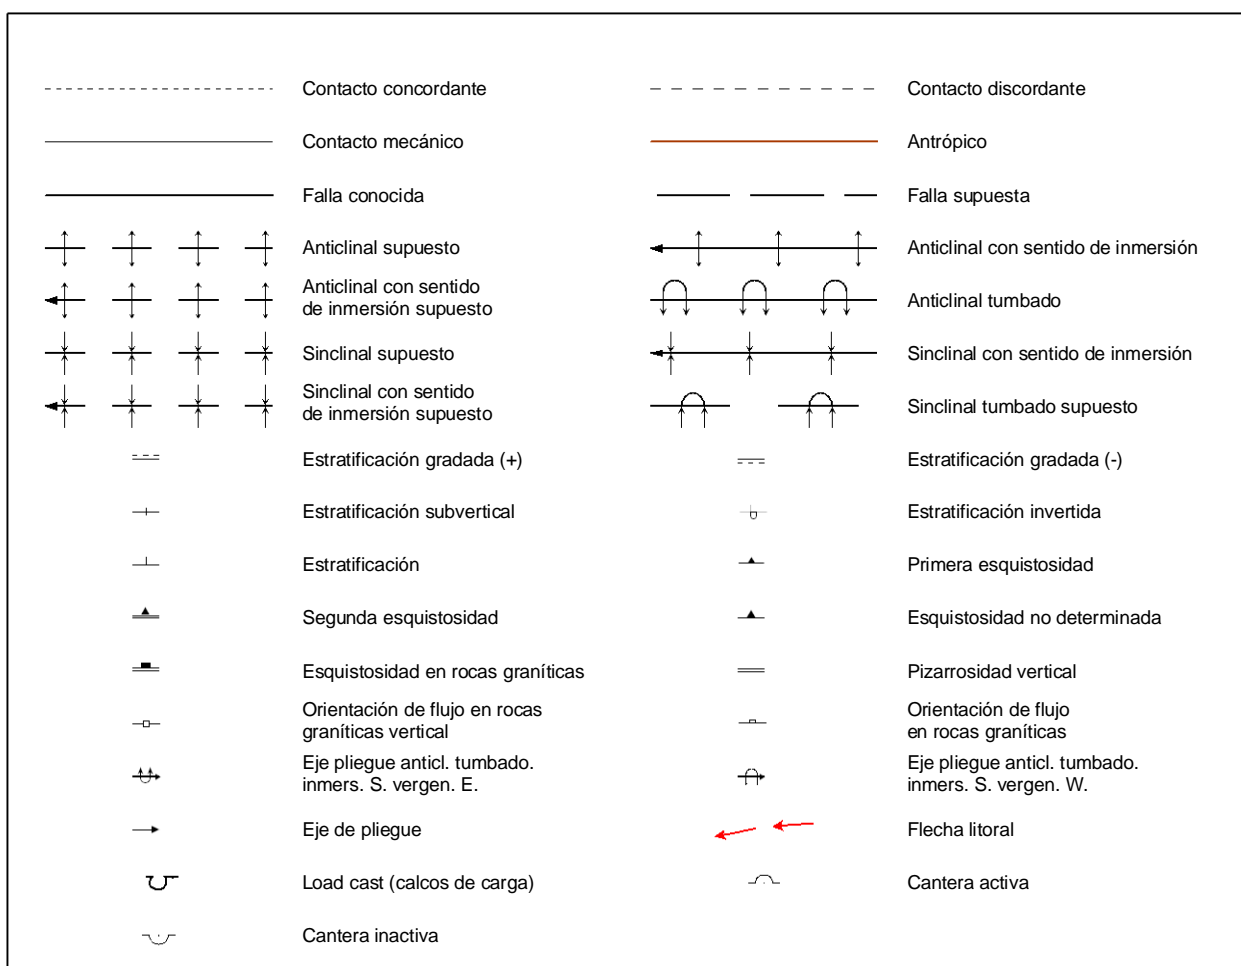 Contacto concordante
Contacto discordante
Contacto mecánico
Antrópico
Falla conocida
Falla supuesta
Anticlinal supuesto
Anticlinal con sentido de inmersión
Anticlinal con sentido
de inmersión supuesto
Anticlinal tumbado
Sinclinal supuesto
Sinclinal con sentido de inmersión
Sinclinal con sentido
de inmersión supuesto
Sinclinal tumbado supuesto
Estratificación gradada (+)
Estratificación gradada (-)
Estratificación subvertical
Estratificación invertida
Estratificación
Primera esquistosidad
Segunda esquistosidad
Esquistosidad no determinada
Esquistosidad en rocas graníticas
Pizarrosidad vertical
Orientación de flujo en rocas
graníticas vertical
Orientación de flujo
en rocas graníticas
Eje pliegue anticl. tumbado.
inmers. S. vergen. E.
Eje pliegue anticl. tumbado.
inmers. S. vergen. W.
Eje de pliegue
Flecha litoral
Load cast (calcos de carga)
Cantera activa
Cantera inactiva